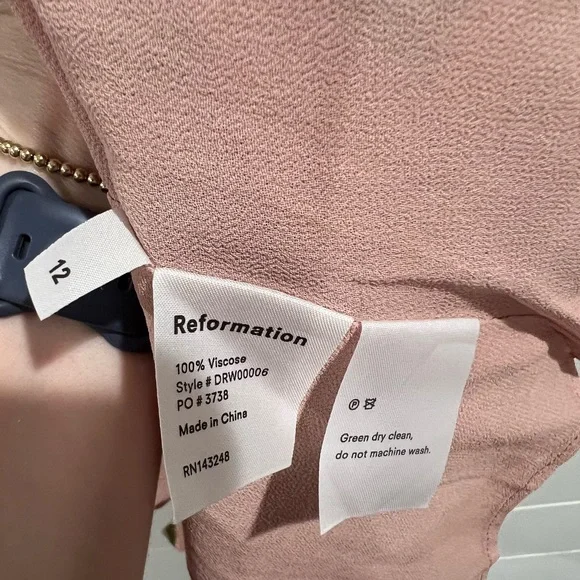 12
Reformation
100% Viscose
Style # DRW00006
PO # 3738
Made in China
RN143248
P
Green dry clean,
do not machine wash.